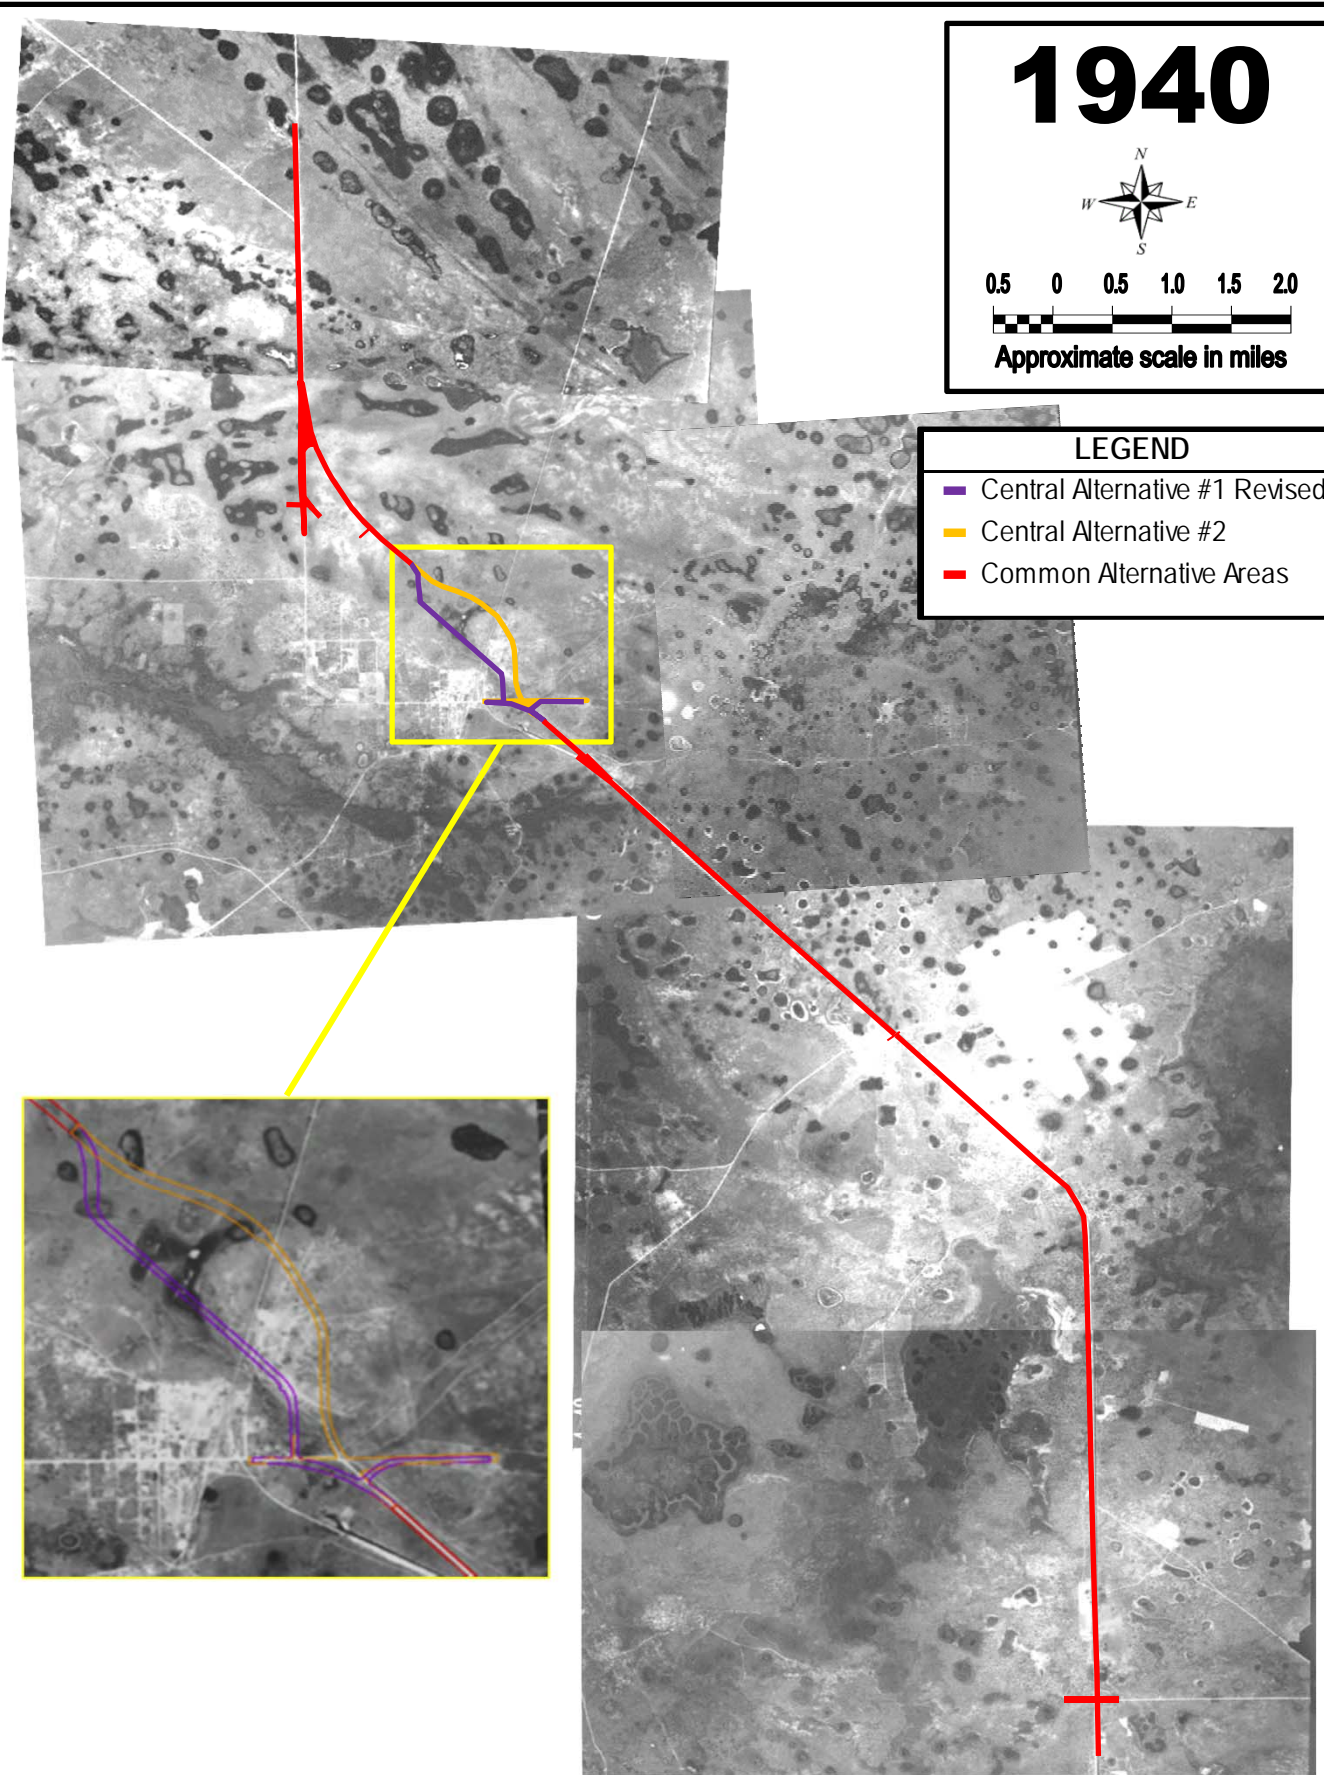 1940
N
W E
S
0.5 0 0.5 1.0 1.5 2.0
Approximate scale in miles
LEGEND
Central Alternative #1 Revised
Central Alternative #2
Common Alternative Areas